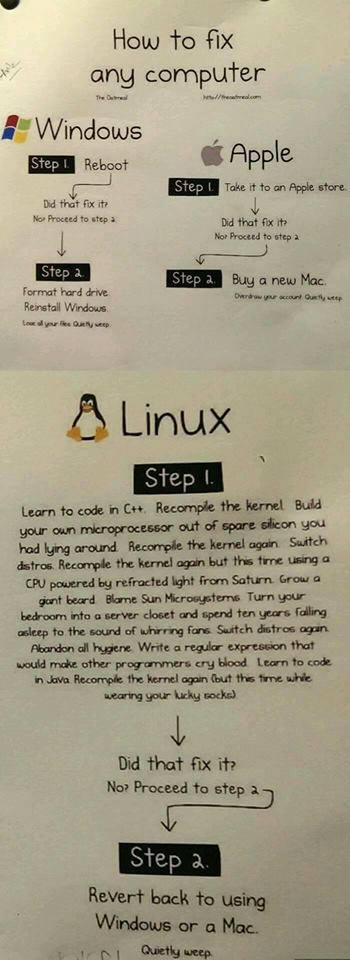 How to fix
any computer
The Oatmeal
http://theoatmeal.com
Windows
Step 1. Reboot
Did that fix it?
No? Proceed to step 2
Step 2.
Format hard drive.
Reinstall Windows.
Lose all your files. Quietly weep.
Apple
Step 1. Take it to an Apple store.
Did that fix it?
No? Proceed to step 2
Step 2. Buy a new Mac.
Overdraw your account. Quietly weep.
Linux
Step 1.
Learn to code in C++. Recompile the kernel. Build
your own microprocessor out of spare silicon you
had lying around. Recompile the kernel again. Switch
distros. Recompile the kernel again but this time using a
CPU powered by refracted light from Saturn. Grow a
giant beard. Blame Sun Microsystems. Turn your
bedroom into a server closet and spend ten years falling
asleep to the sound of whirring fans. Switch distros again.
Abandon all hygiene. Write a regular expression that
would make other programmers cry blood. Learn to code
in Java. Recompile the kernel again (but this time while
wearing your lucky socks).
Did that fix it?
No? Proceed to step 2
Step 2.
Revert back to using
Windows or a Mac.
Quietly weep.